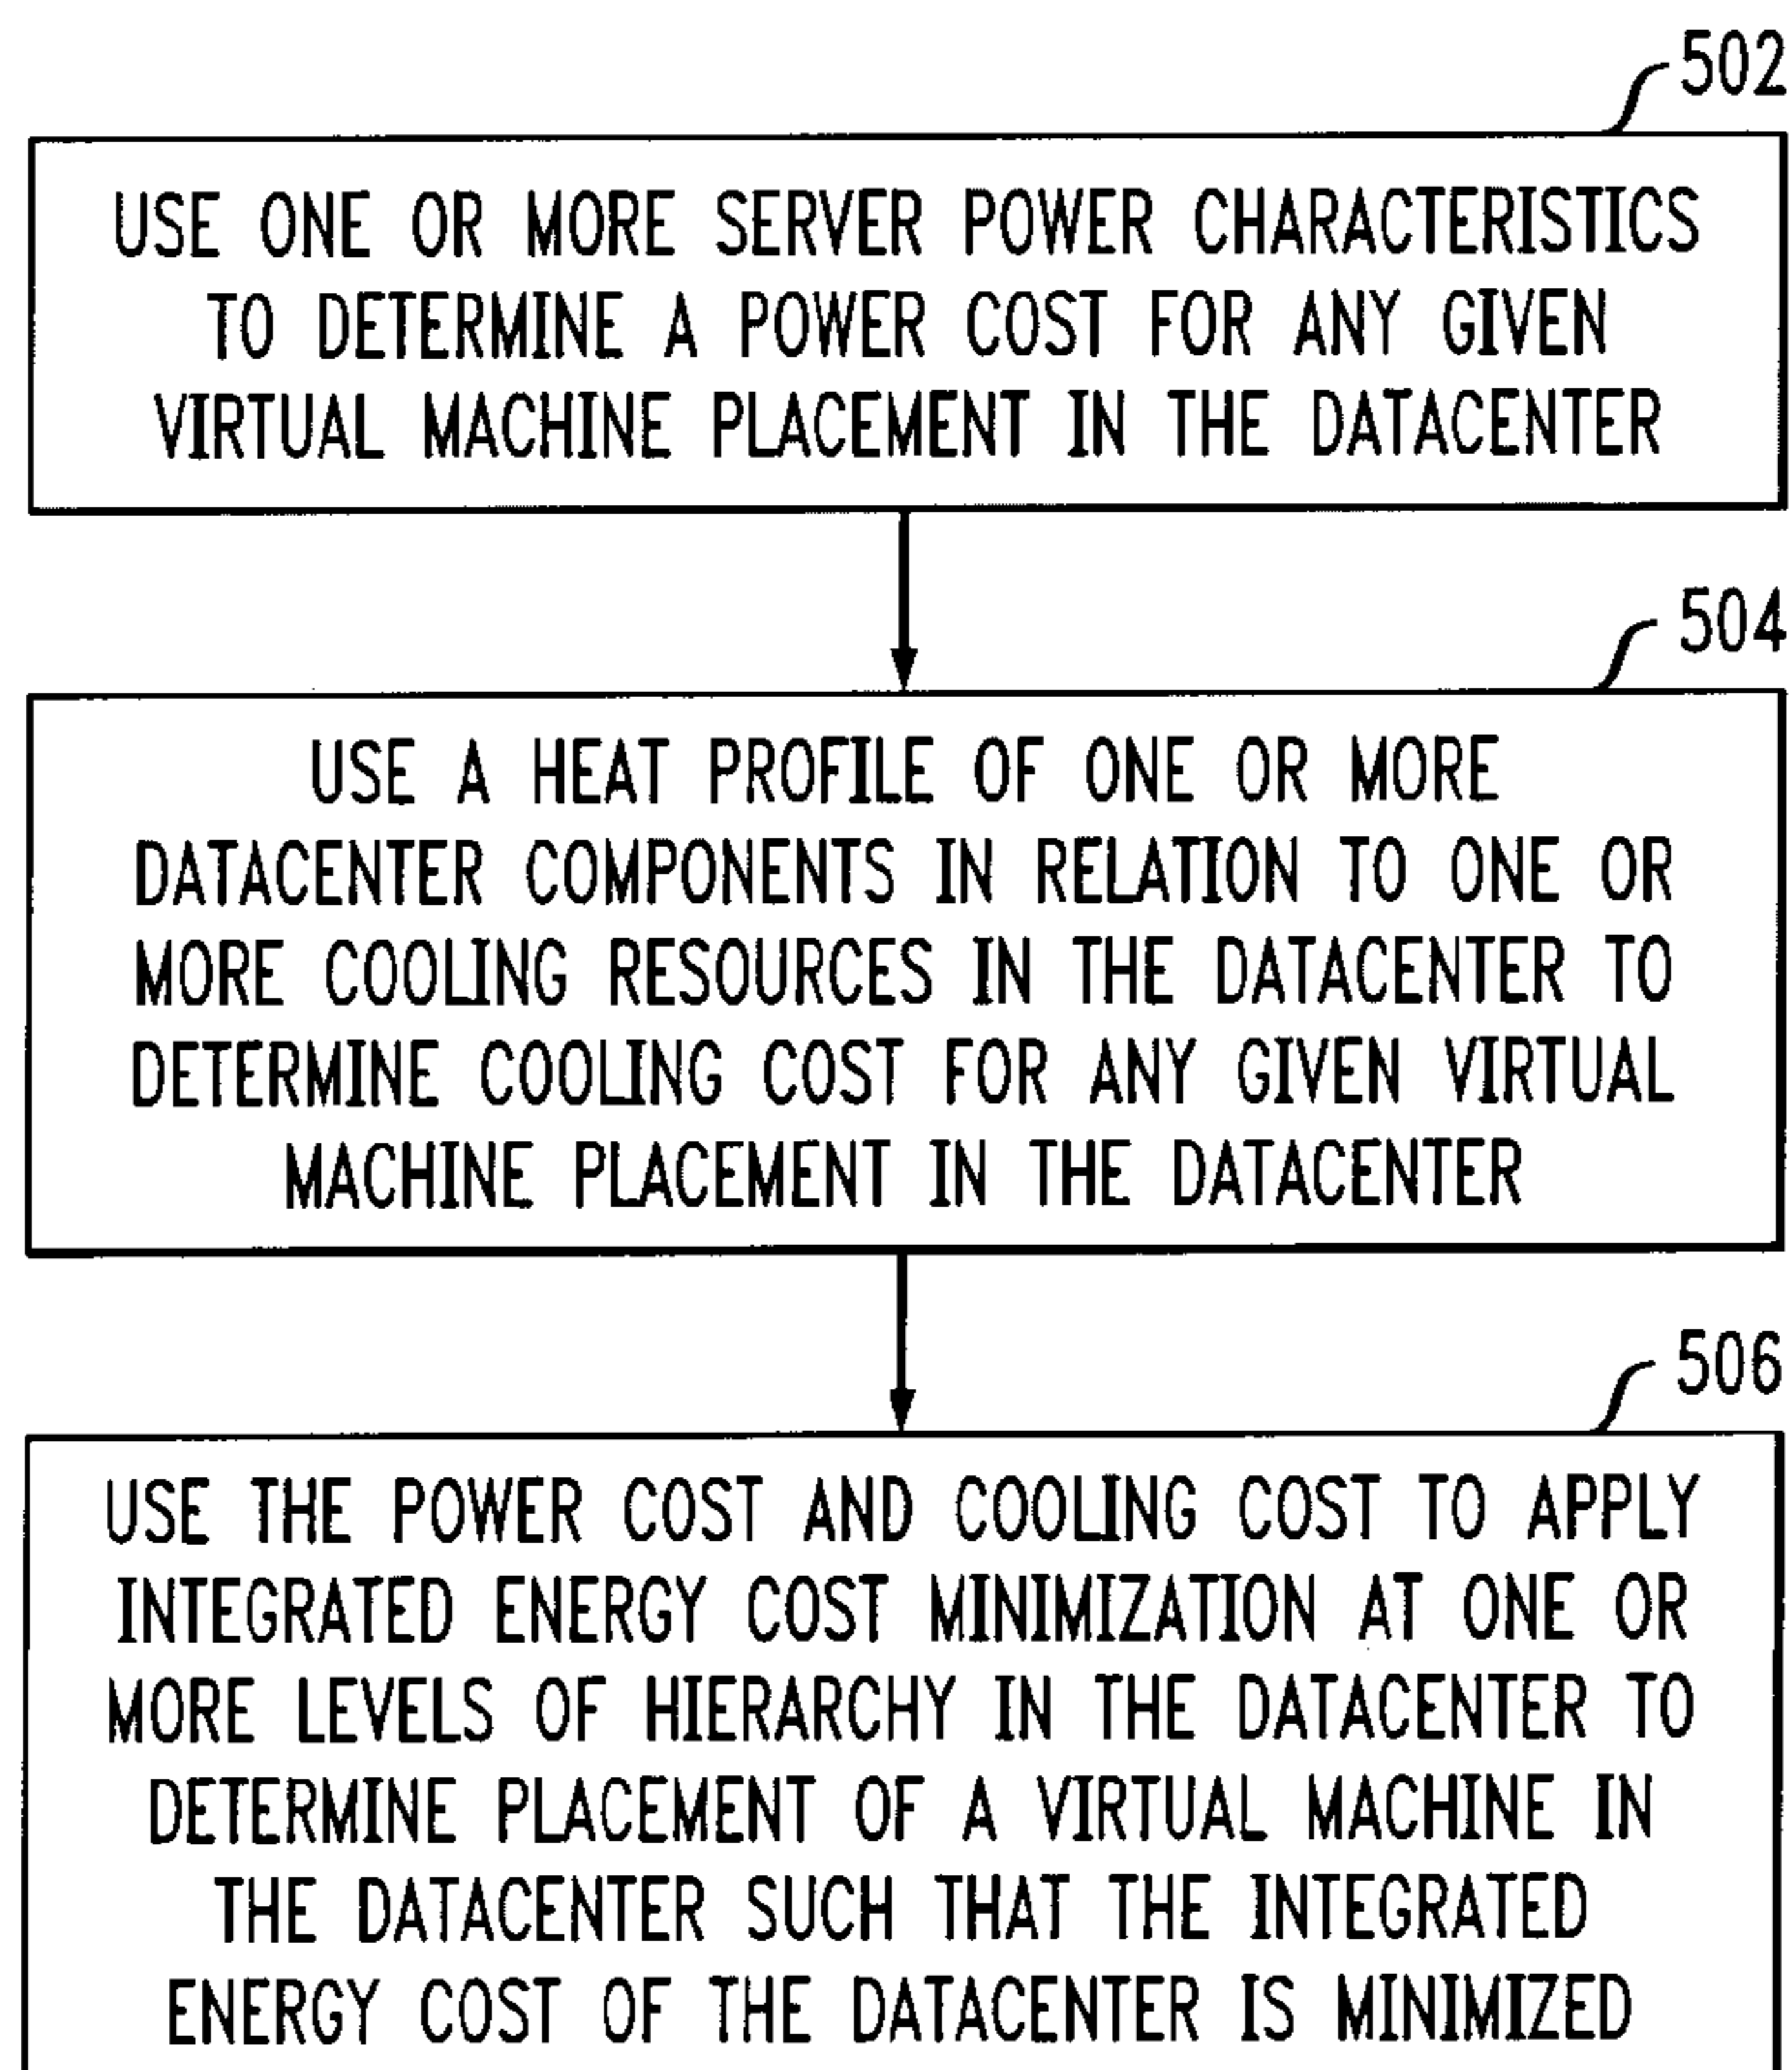 502
USE ONE OR MORE SERVER POWER CHARACTERISTICS
TO DETERMINE A POWER COST FOR ANY GIVEN
VIRTUAL MACHINE PLACEMENT IN THE DATACENTER
504
USE A HEAT PROFILE OF ONE OR MORE
DATACENTER COMPONENTS IN RELATION TO ONE OR
MORE COOLING RESOURCES IN THE DATACENTER TO
DETERMINE COOLING COST FOR ANY GIVEN VIRTUAL
MACHINE PLACEMENT IN THE DATACENTER
506
USE THE POWER COST AND COOLING COST TO APPLY
INTEGRATED ENERGY COST MINIMIZATION AT ONE OR
MORE LEVELS OF HIERARCHY IN THE DATACENTER TO
DETERMINE PLACEMENT OF A VIRTUAL MACHINE IN
THE DATACENTER SUCH THAT THE INTEGRATED
ENERGY COST OF THE DATACENTER IS MINIMIZED